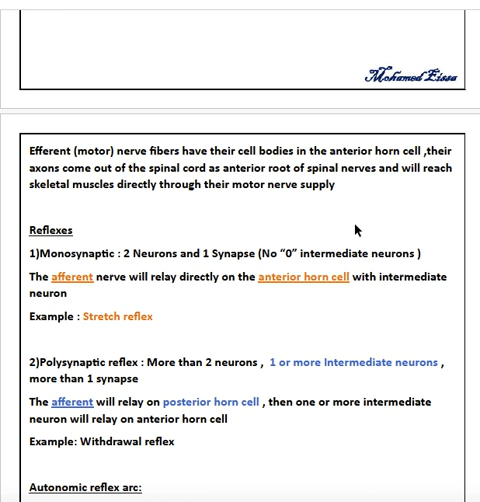 Mohamed Eissa
Efferent (motor) nerve fibers have their cell bodies in the anterior horn cell ,their
axons come out of the spinal cord as anterior root of spinal nerves and will reach
skeletal muscles directly through their motor nerve supply
Reflexes
1)Monosynaptic : 2 Neurons and 1 Synapse (No “0” intermediate neurons )
The afferent nerve will relay directly on the anterior horn cell with intermediate
neuron
Example : Stretch reflex
2)Polysynaptic reflex : More than 2 neurons , 1 or more Intermediate neurons ,
more than 1 synapse
The afferent will relay on posterior horn cell , then one or more intermediate
neuron will relay on anterior horn cell
Example: Withdrawal reflex
Autonomic reflex arc: